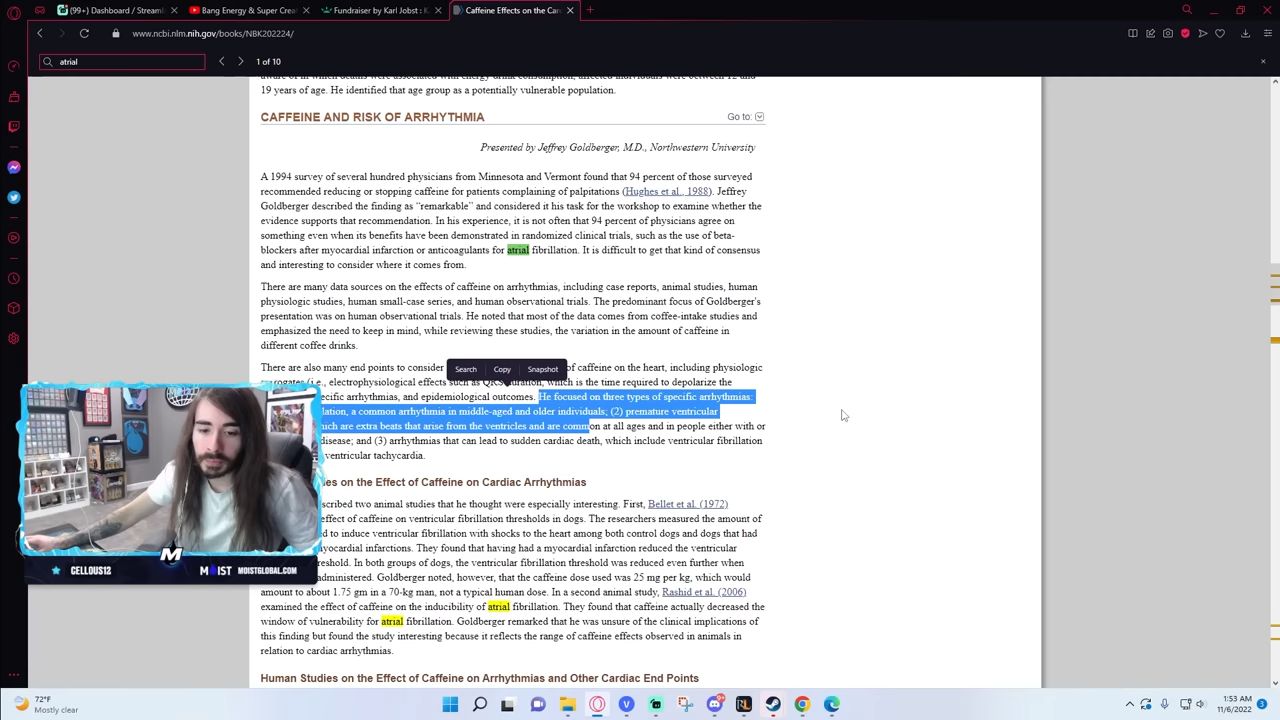 (99+) Dashboard / Streamla
Bang Energy & Super Crea
Fundraiser by Karl Jobst : K
Caffeine Effects on the Car
www.ncbi.nlm.nih.gov/books/NBK202224/
atrial
1 of 10
19 years of age. He identified that age group as a potentially vulnerable population.
CAFFEINE AND RISK OF ARRHYTHMIA
Go to:
Presented by Jeffrey Goldberger, M.D., Northwestern University
A 1994 survey of several hundred physicians from Minnesota and Vermont found that 94 percent of those surveyed
recommended reducing or stopping caffeine for patients complaining of palpitations (Hughes et al., 1988). Jeffrey
Goldberger described the finding as “remarkable” and considered it his task for the workshop to examine whether the
evidence supports that recommendation. In his experience, it is not often that 94 percent of physicians agree on
something even when its benefits have been demonstrated in randomized clinical trials, such as the use of beta-
blockers after myocardial infarction or anticoagulants for atrial fibrillation. It is difficult to get that kind of consensus
and interesting to consider where it comes from.
There are many data sources on the effects of caffeine on arrhythmias, including case reports, animal studies, human
physiologic studies, human small-case series, and human observational trials. The predominant focus of Goldberger's
presentation was on human observational trials. He noted that most of the data comes from coffee-intake studies and
emphasized the need to keep in mind, while reviewing these studies, the variation in the amount of caffeine in
different coffee drinks.
There are also many end points to consider
Search Copy Snapshot
of caffeine on the heart, including physiologic
(i.e., electrophysiological effects such as QRS duration, which is the time required to depolarize the
ecific arrhythmias, and epidemiological outcomes. He focused on three types of specific arrhythmias:
lation, a common arrhythmia in middle-aged and older individuals; (2) premature ventricular
ich are extra beats that arise from the ventricles and are common at all ages and in people either with or
disease; and (3) arrhythmias that can lead to sudden cardiac death, which include ventricular fibrillation
ventricular tachycardia.
es on the Effect of Caffeine on Cardiac Arrhythmias
scribed two animal studies that he thought were especially interesting. First, Bellet et al. (1972)
effect of caffeine on ventricular fibrillation thresholds in dogs. The researchers measured the amount of
d to induce ventricular fibrillation with shocks to the heart among both control dogs and dogs that had
yocardial infarctions. They found that having had a myocardial infarction reduced the ventricular
reshold. In both groups of dogs, the ventricular fibrillation threshold was reduced even further when
administered. Goldberger noted, however, that the caffeine dose used was 25 mg per kg, which would
amount to about 1.75 gm in a 70-kg man, not a typical human dose. In a second animal study, Rashid et al. (2006)
examined the effect of caffeine on the inducibility of atrial fibrillation. They found that caffeine actually decreased the
window of vulnerability for atrial fibrillation. Goldberger remarked that he was unsure of the clinical implications of
this finding but found the study interesting because it reflects the range of caffeine effects observed in animals in
relation to cardiac arrhythmias.
Human Studies on the Effect of Caffeine on Arrhythmias and Other Cardiac End Points
CELLOUS12
MOIST
MOISTGLOBAL.COM
72°F
Mostly clear
1:53 AM
11/6/2022